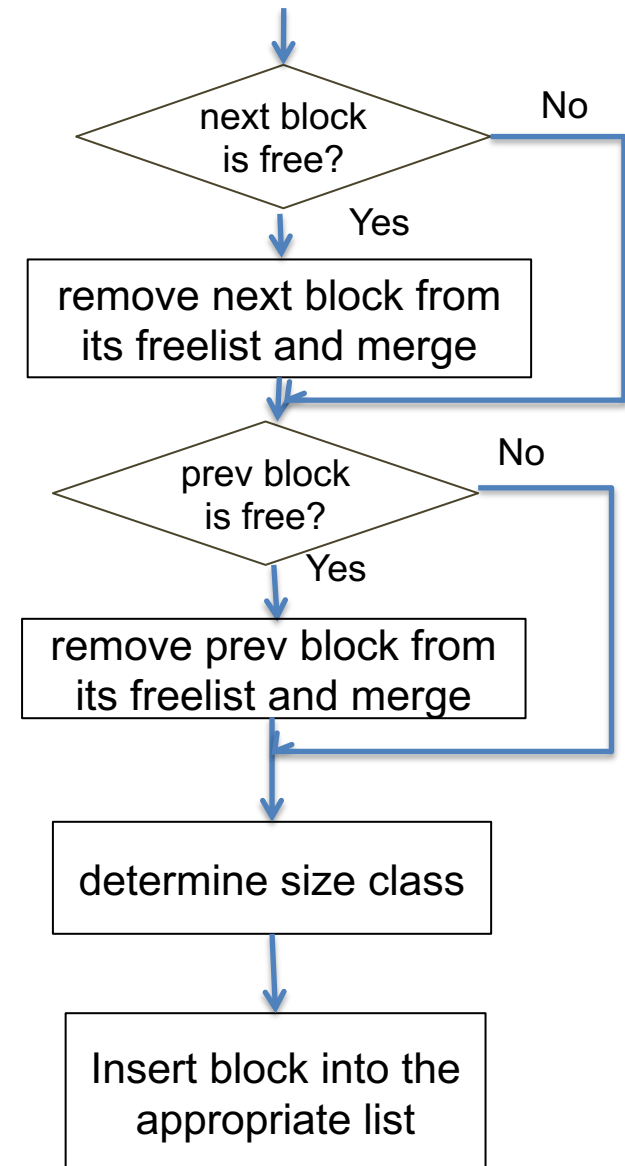 next block
is free?
No
Yes
remove next block from
its freelist and merge
prev block
is free?
No
Yes
remove prev block from
its freelist and merge
determine size class
Insert block into the
appropriate list